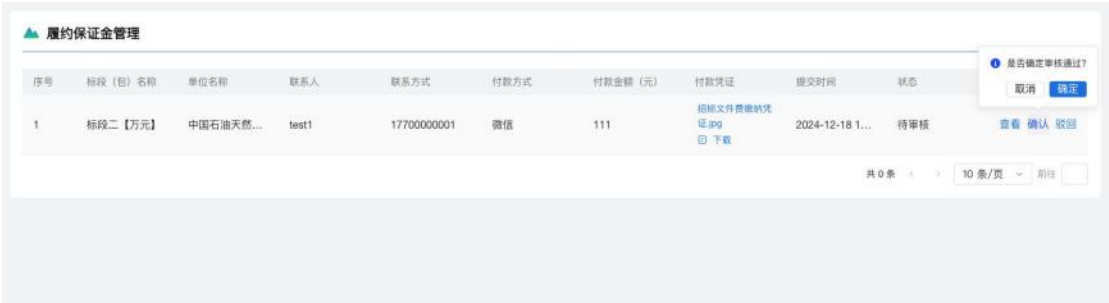 履约保证金管理
是否确定审核通过?
取消 确定
序号 标段（包）名称 单位名称 联系人 联系方式 付款方式 付款金额（元） 付款凭证 提交时间 状态
1 标段二【万元】 中国石油天然... test1 17700000001 微信 111 招标文件费缴纳凭 2024-12-18 1... 待审核 查看 确认 驳回
证.jpg
下载
共 0 条 < > 10 条/页 前往